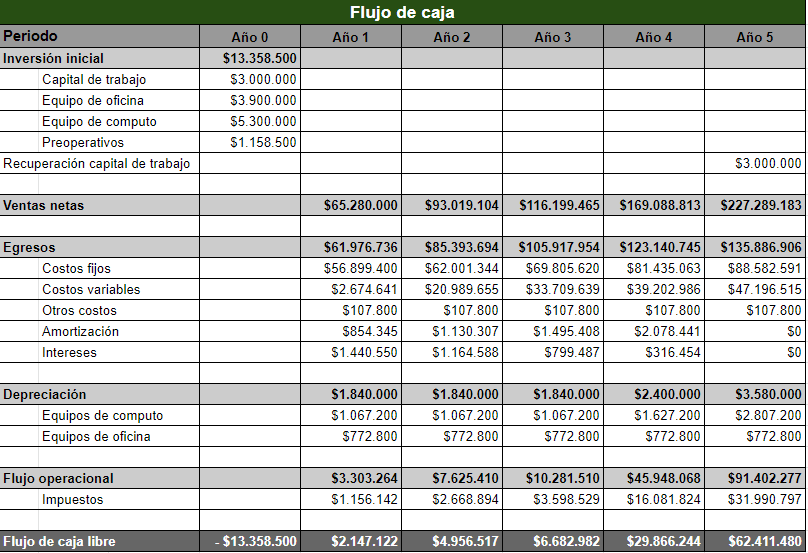 Flujo de caja
Periodo Año 0 Año 1 Año 2 Año 3 Año 4 Año 5
Inversión inicial $13.358.500
Capital de trabajo $3.000.000
Equipo de oficina $3.900.000
Equipo de computo $5.300.000
Preoperativos $1.158.500
Recuperación capital de trabajo $3.000.000
Ventas netas $65.280.000 $93.019.104 $116.199.465 $169.088.813 $227.289.183
Egresos $61.976.736 $85.393.694 $105.917.954 $123.140.745 $135.886.906
Costos fijos $56.899.400 $62.001.344 $69.805.620 $81.435.063 $88.582.591
Costos variables $2.674.641 $20.989.655 $33.709.639 $39.202.986 $47.196.515
Otros costos $107.800 $107.800 $107.800 $107.800 $107.800
Amortización $854.345 $1.130.307 $1.495.408 $2.078.441 $0
Intereses $1.440.550 $1.164.588 $799.487 $316.454 $0
Depreciación $1.840.000 $1.840.000 $1.840.000 $2.400.000 $3.580.000
Equipos de computo $1.067.200 $1.067.200 $1.067.200 $1.627.200 $2.807.200
Equipos de oficina $772.800 $772.800 $772.800 $772.800 $772.800
Flujo operacional $3.303.264 $7.625.410 $10.281.510 $45.948.068 $91.402.277
Impuestos $1.156.142 $2.668.894 $3.598.529 $16.081.824 $31.990.797
Flujo de caja libre - $13.358.500 $2.147.122 $4.956.517 $6.682.982 $29.866.244 $62.411.480